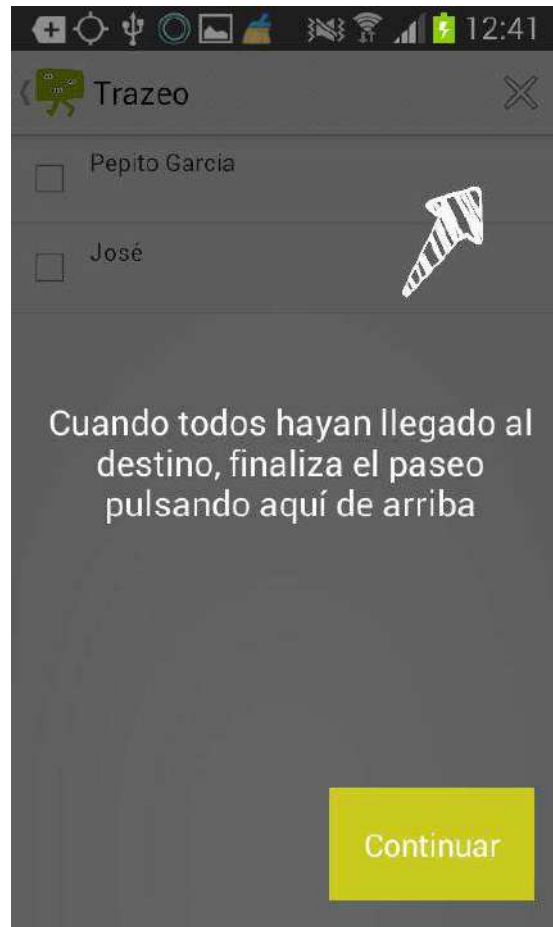 12:41
Trazeo
Pepito Garcia
José
Cuando todos hayan llegado al
destino, finaliza el paseo
pulsando aquí de arriba
Continuar